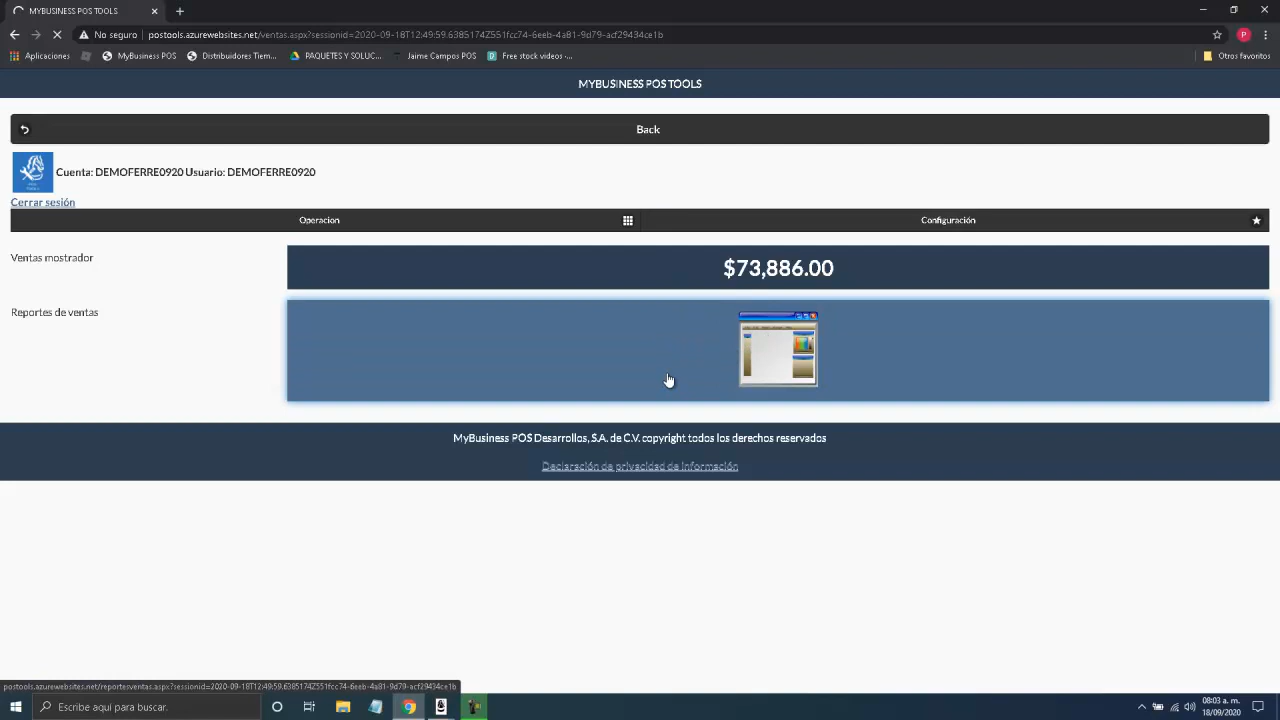 MYBUSINESS POS TOOLS
No seguro
postools.azurewebsites.net/ventas.aspx?sessionid=2020-09-18T12:49:59.6385174Z551fcc74-6eeb-4a81-9d79-acf29434ce1b
P
Aplicaciones
MyBusiness POS
Distribuidores Tiem...
PAQUETES Y SOLUC...
Jaime Campos POS
Free stock videos -...
Otros favoritos
MYBUSINESS POS TOOLS
Back
Cuenta: DEMOFERRE0920 Usuario: DEMOFERRE0920
Cerrar sesión
Operacion
Configuración
Ventas mostrador
$73,886.00
Reportes de ventas
MyBusiness POS Desarrollos, S.A. de C.V. copyright todos los derechos reservados
Declaración de privacidad de información
postools.azurewebsites.net/reportesventas.aspx?sessionid=2020-09-18T12:49:59.6385174Z551fcc74-6eeb-4a81-9d79-acf29434ce1b
Escribe aquí para buscar.
08:03 a. m.
18/09/2020